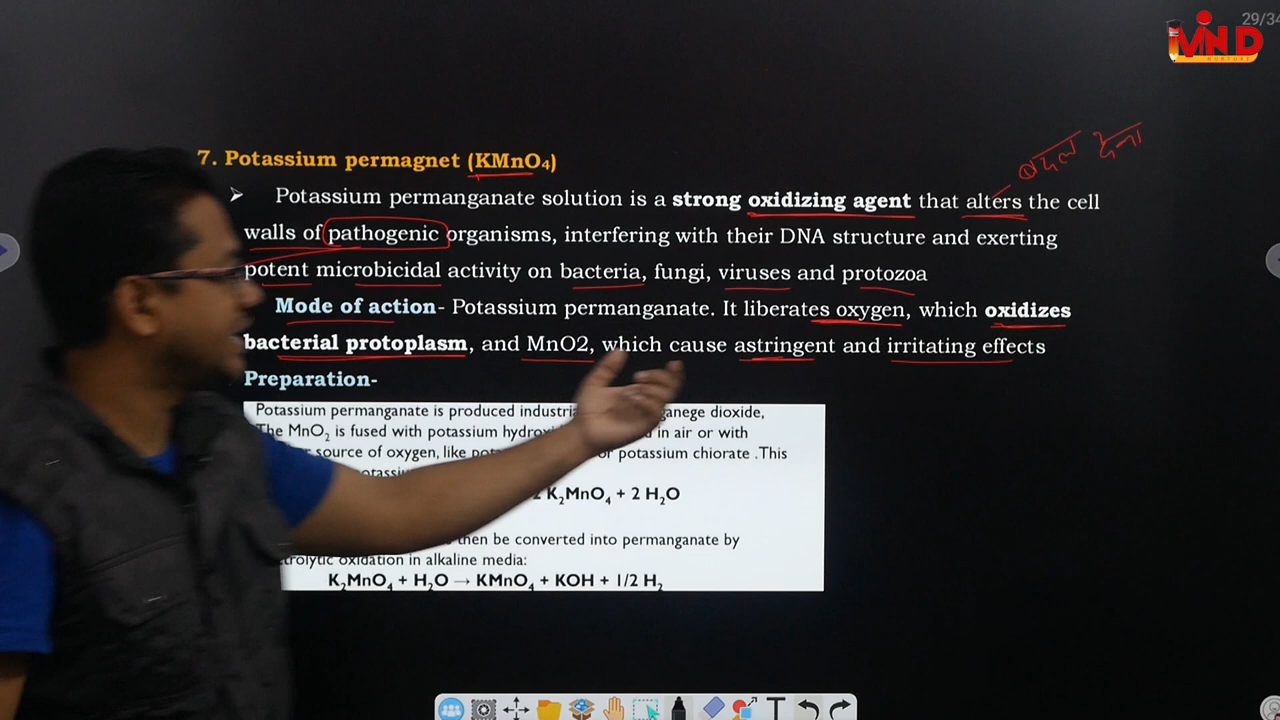 29/34
MND
NURTURE
बदल देना
7. Potassium permagnet (KMnO4)
➤ Potassium permanganate solution is a strong oxidizing agent that alters the cell
walls of pathogenic organisms, interfering with their DNA structure and exerting
potent microbicidal activity on bacteria, fungi, viruses and protozoa
Mode of action- Potassium permanganate. It liberates oxygen, which oxidizes
bacterial protoplasm, and MnO2, which cause astringent and irritating effects
Preparation-
Potassium permanganate is produced industria ganege dioxide,
The MnO₂ is fused with potassium hydrox in air or with
source of oxygen, like or potassium chiorate .This
K₂MnO₄ + 2 H₂O
then be converted into permanganate by
oxidation in alkaline media:
K₂MnO₄ + H₂O → KMnO₄ + KOH + 1/2 H₂
T